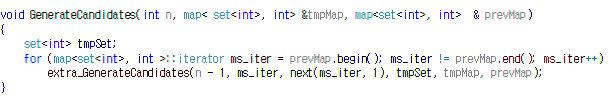 void GenerateCandidates( int n, map< set<int>, int> &tmpMap, map<set<int>, int>  & prevMap)
{
    set<int> tmpSet;
    for (map<set<int>, int >::iterator ms_iter = prevMap.begin(); ms_iter != prevMap.end(); ms_iter++)
        extra_GenerateCandidates(n - 1, ms_iter, next(ms_iter, 1), tmpSet, tmpMap, prevMap);
}